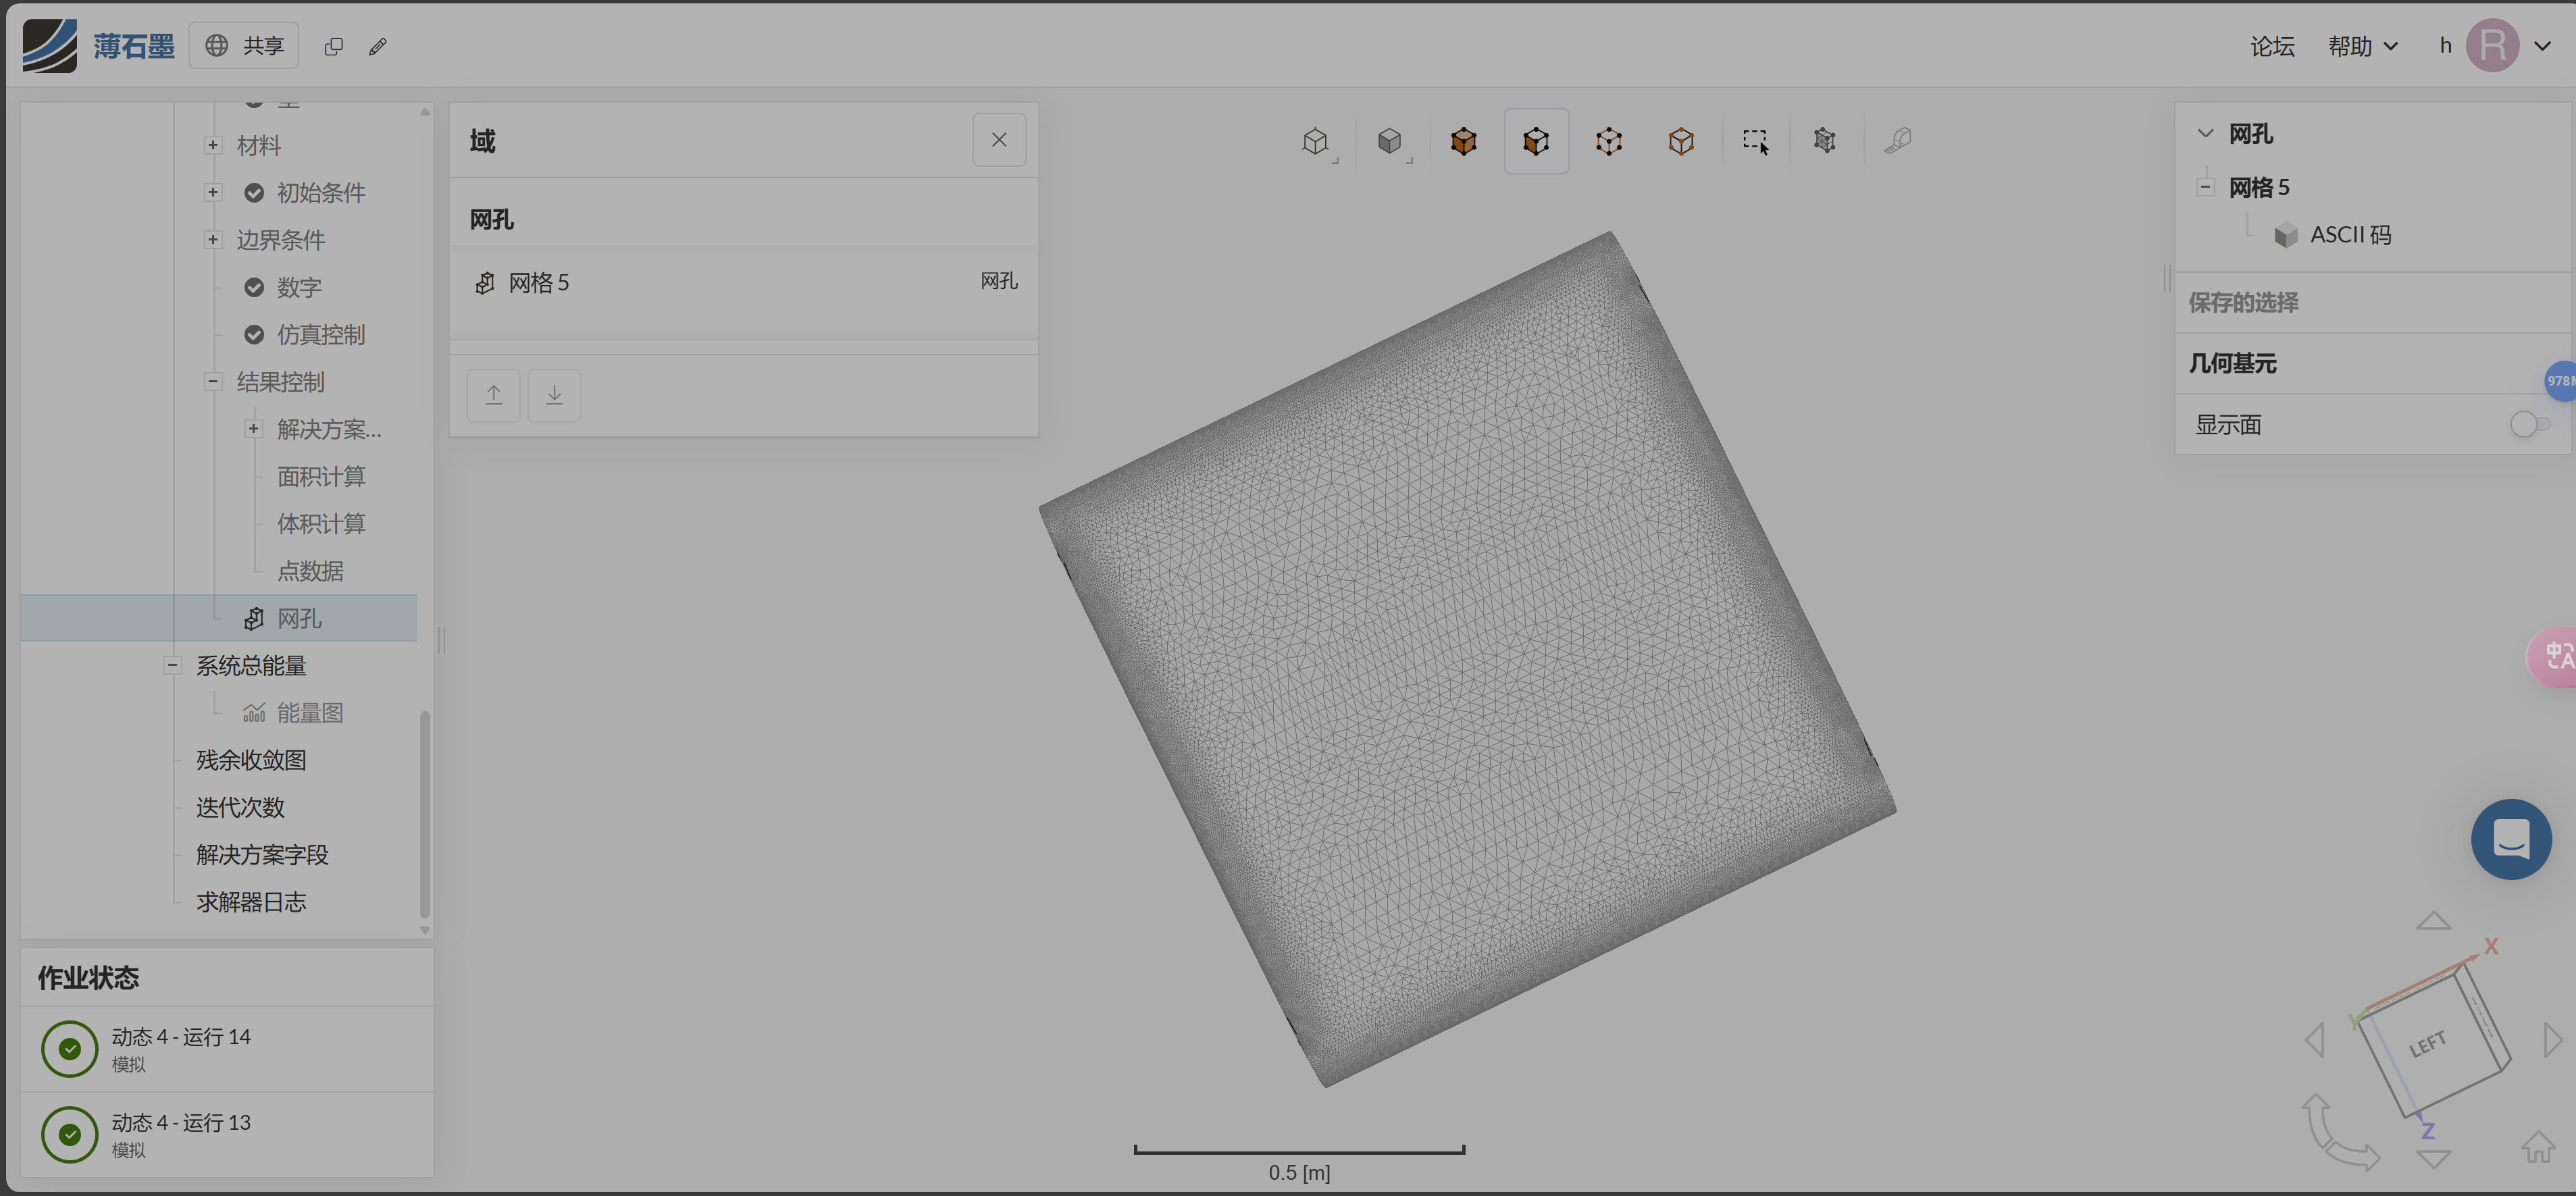 薄石墨
共享
论坛
帮助
h
R
材料
初始条件
边界条件
数字
仿真控制
结果控制
解决方案...
面积计算
体积计算
点数据
网孔
系统总能量
能量图
残余收敛图
迭代次数
解决方案字段
求解器日志
作业状态
动态 4 - 运行 14
模拟
动态 4 - 运行 13
模拟
域
网孔
网格 5
网孔
0.5 [m]
网孔
网格 5
ASCII 码
保存的选择
几何基元
显示面
978M
中A
X
Y
LEFT
Z